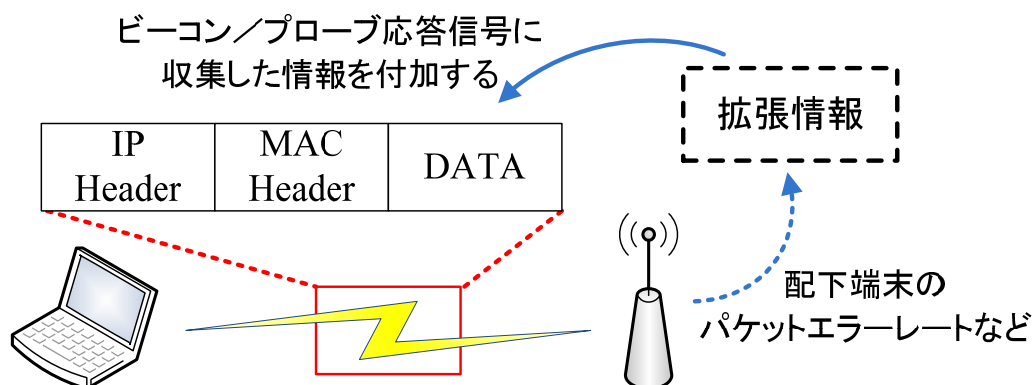 ビーコン／プローブ応答信号に
収集した情報を付加する
拡張情報
IP
Header
MAC
Header
DATA
配下端末の
パケットエラーレートなど